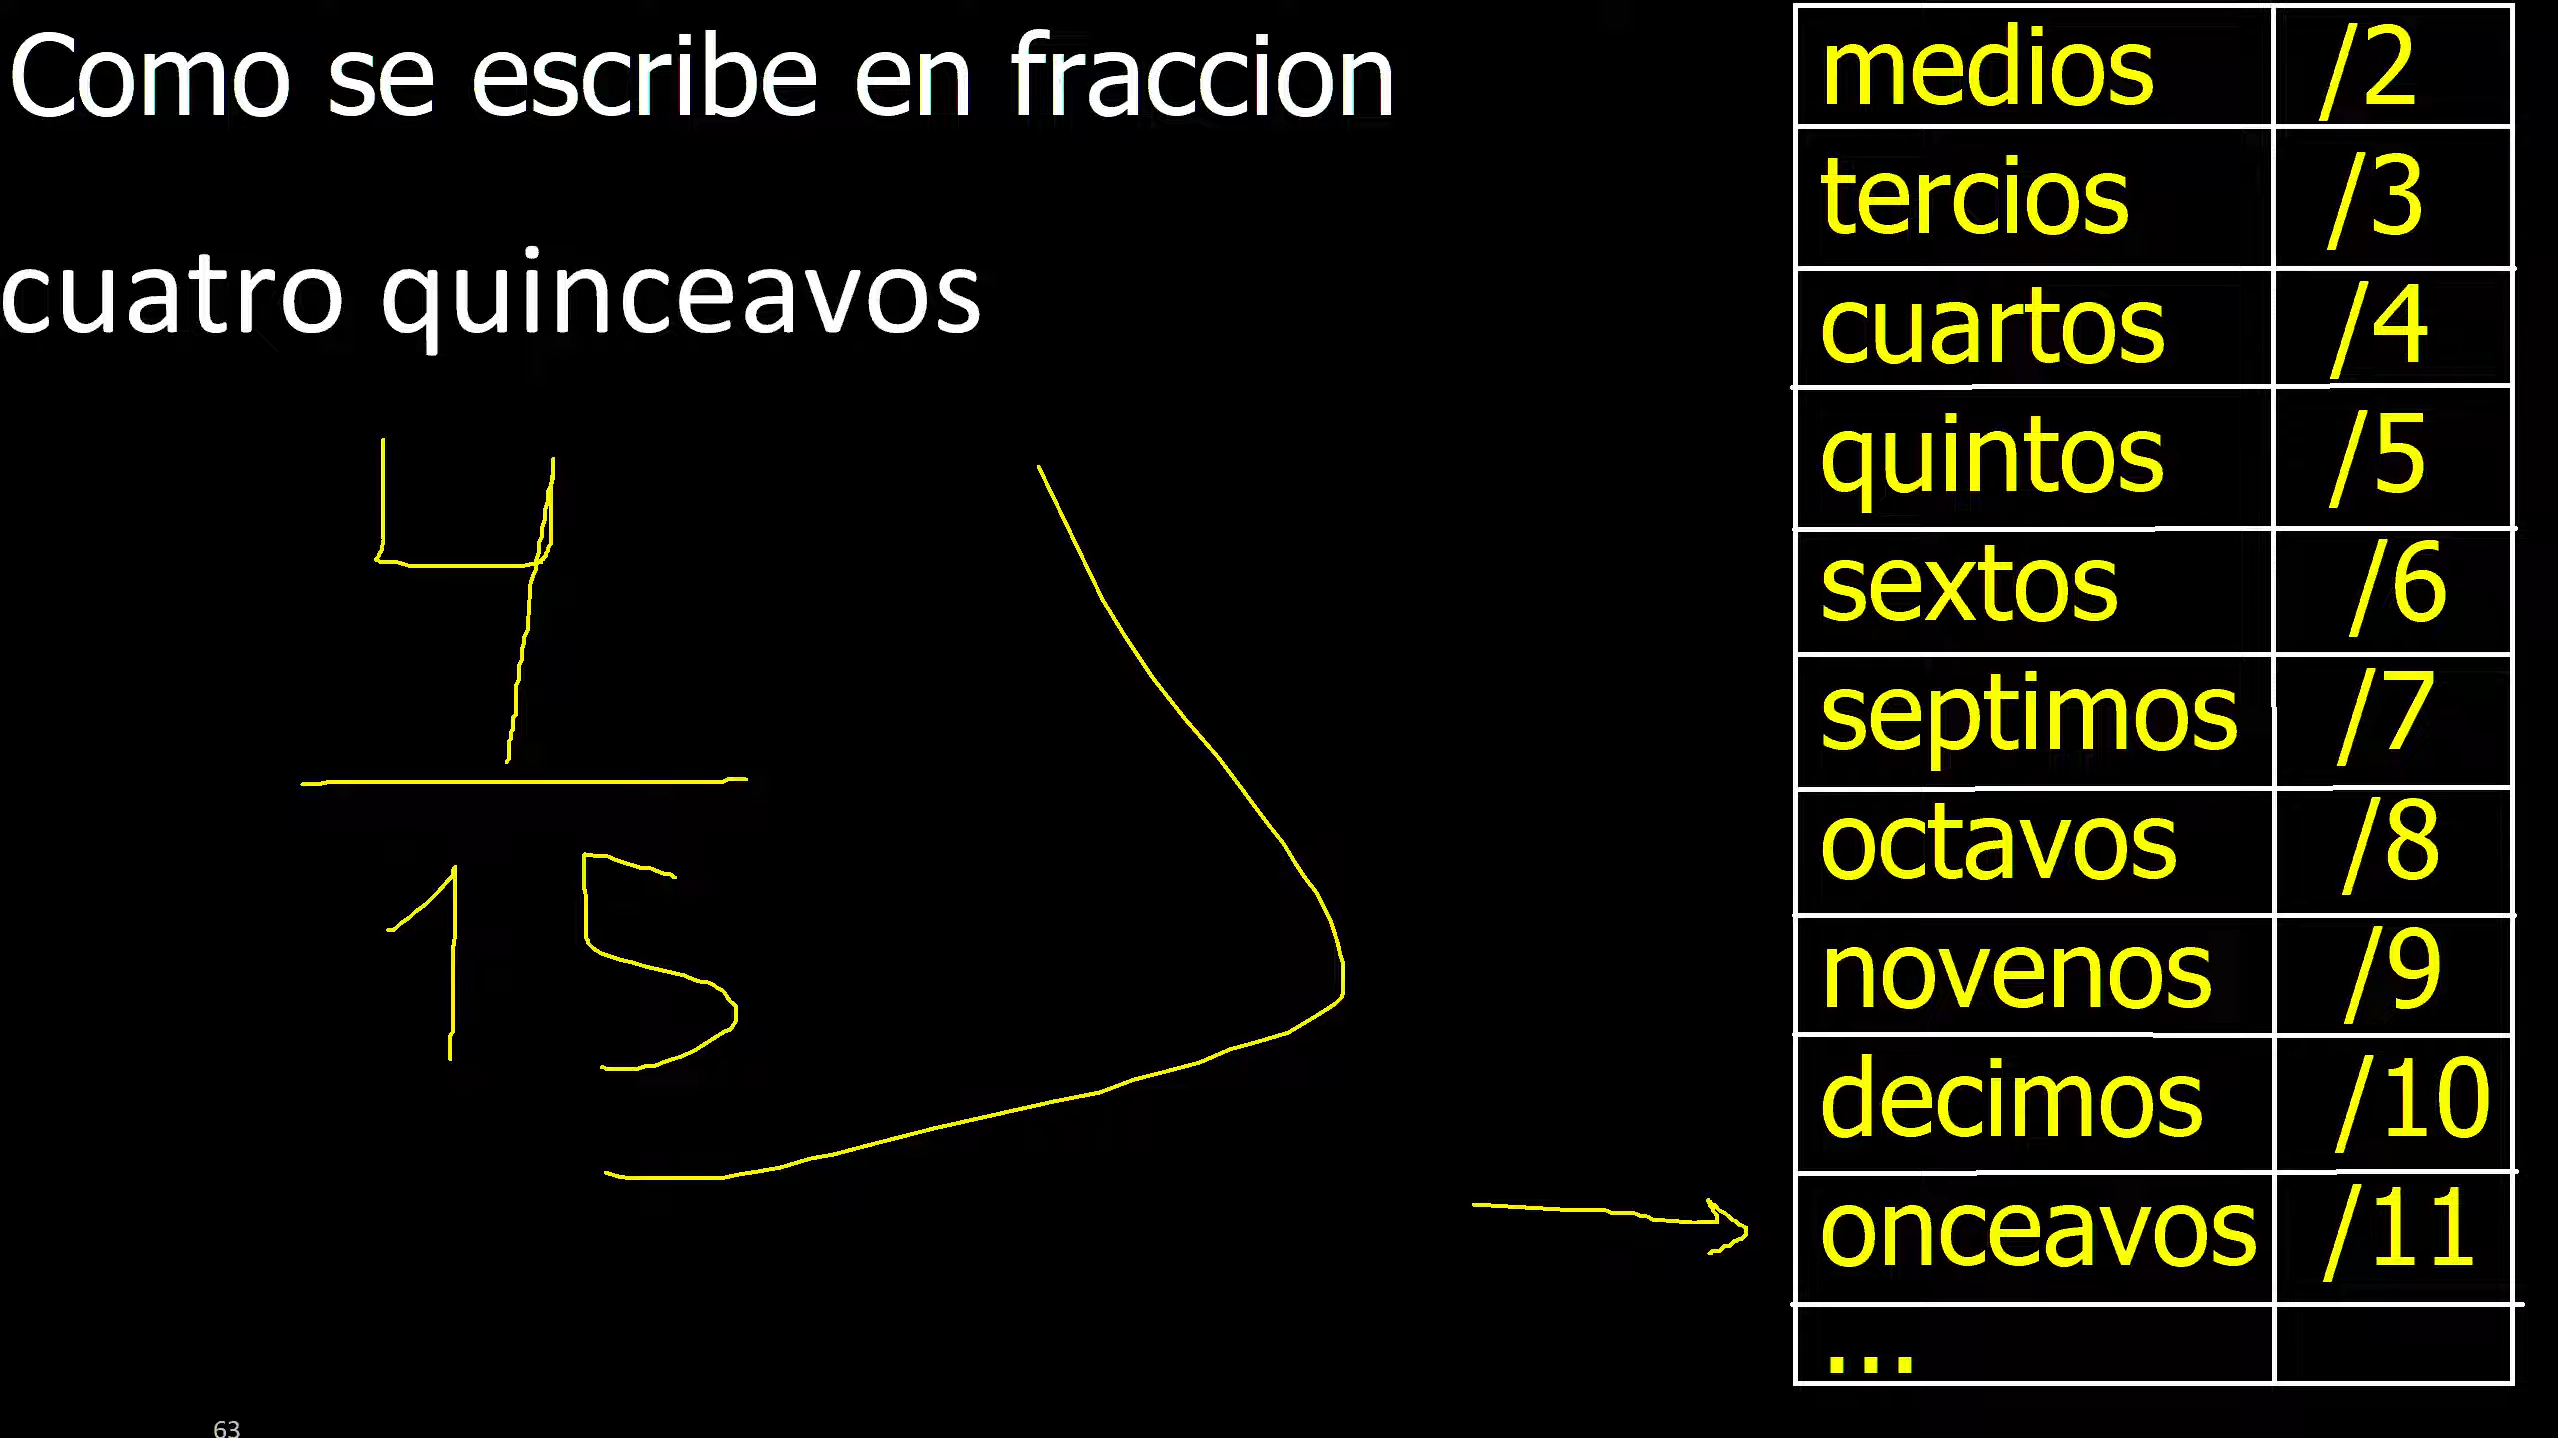 Como se escribe en fraccion
cuatro quinceavos
4
15
medios /2
tercios /3
cuartos /4
quintos /5
sextos /6
septimos /7
octavos /8
novenos /9
decimos /10
onceavos /11
...
63